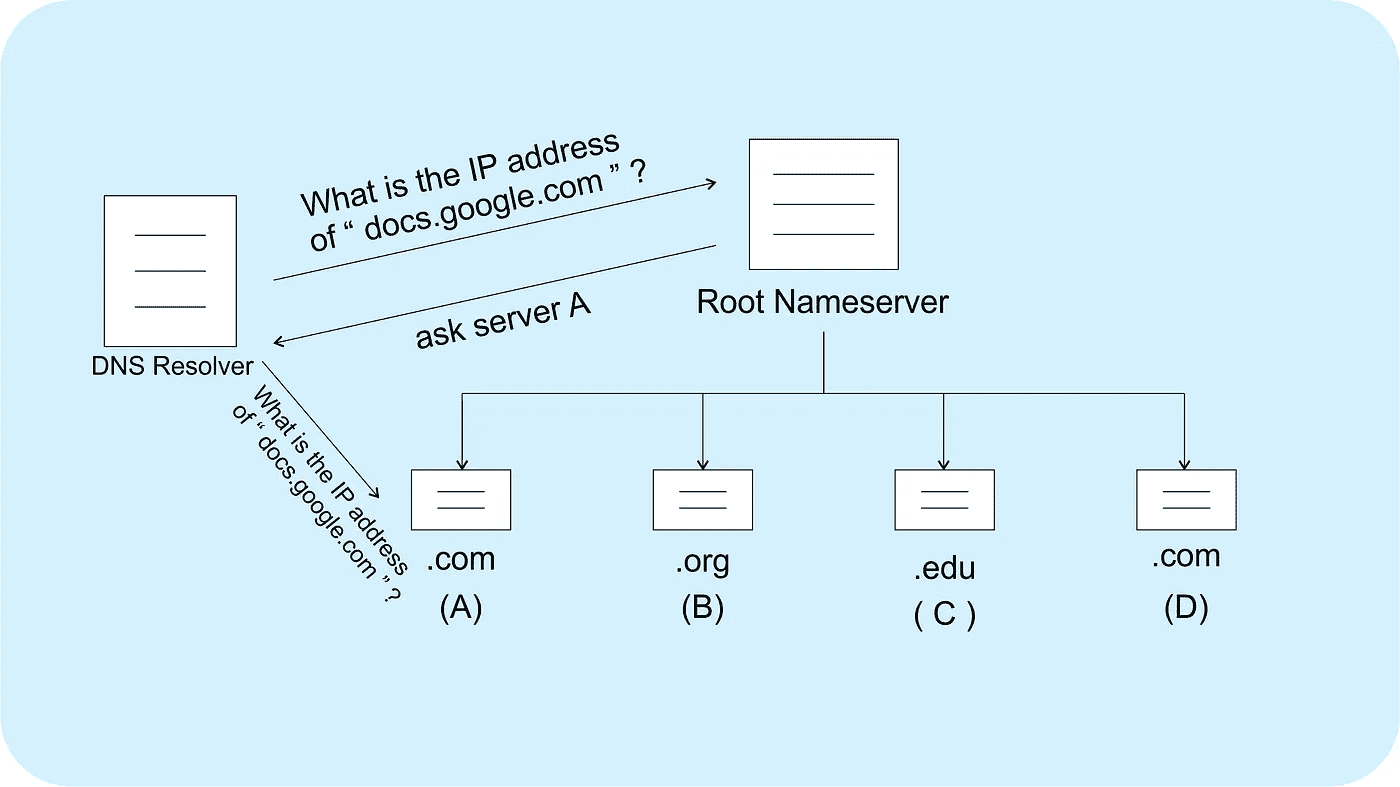 What is the IP address
of “ docs.google.com ” ?
ask server A
DNS Resolver
Root Nameserver
What is the IP address
of “ docs.google.com ” ?
.com
(A)
.org
(B)
.edu
( C )
.com
(D)